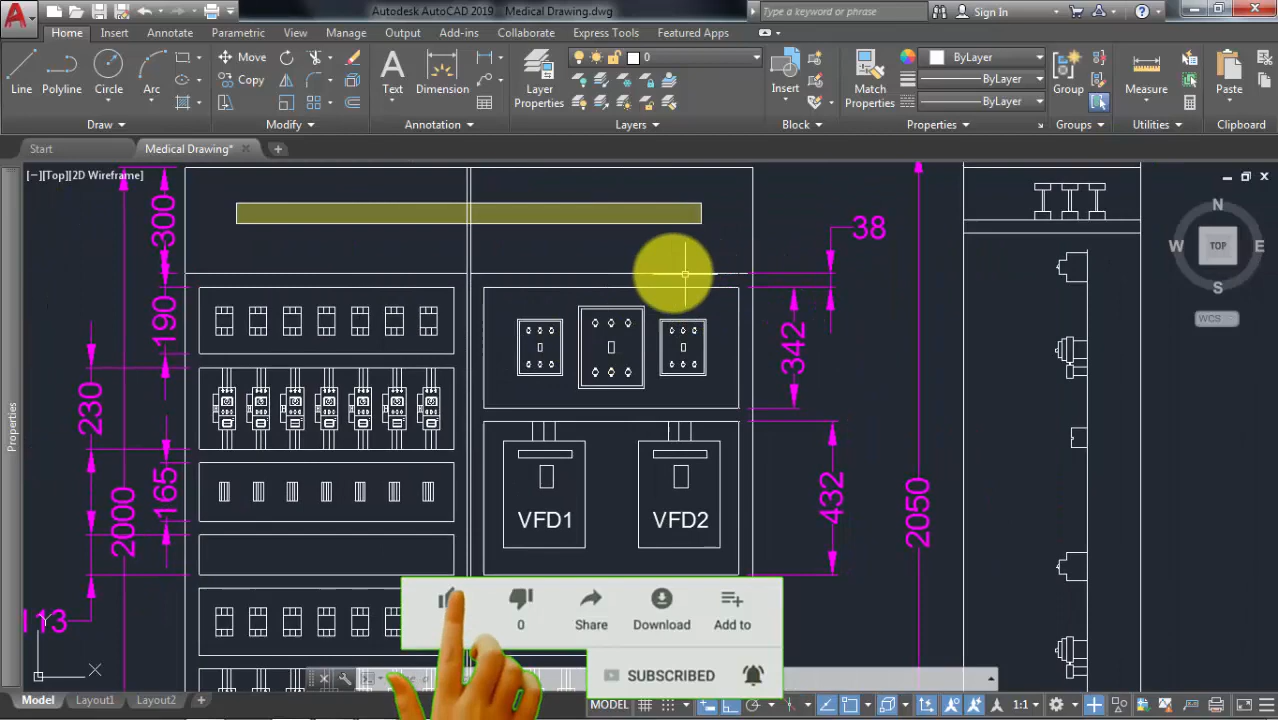 Autodesk AutoCAD 2019 Medical Drawing.dwg
Type a keyword or phrase
Sign In
Home Insert Annotate Parametric View Manage Output Add-ins Collaborate Express Tools Featured Apps
Line
Polyline
Circle
Arc
Move
Copy
Text
Dimension
Layer
Properties
0
Insert
Match
Properties
ByLayer
ByLayer
ByLayer
Group
Measure
Paste
Draw
Modify
Annotation
Layers
Block
Properties
Groups
Utilities
Clipboard
Start
Medical Drawing*
[−][Top][2D Wireframe]
Properties
300
190
230
165
2000
113
38
342
432
2050
VFD1
VFD2
N
W
TOP
E
S
WCS
Y
X
0
Share
Download
Add to
SUBSCRIBED
Model
Layout1
Layout2
MODEL
1:1